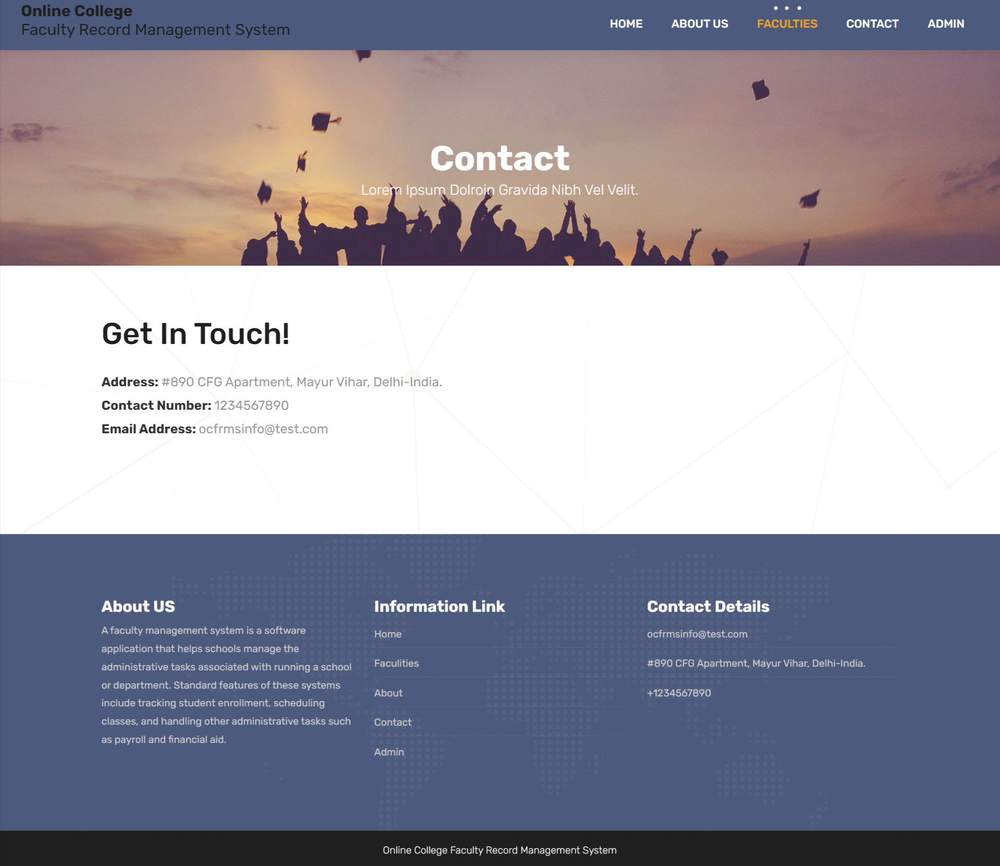 Online College
Faculty Record Management System
HOME ABOUT US FACULTIES CONTACT ADMIN
Contact
Lorem Ipsum Dolroin Gravida Nibh Vel Velit.
Get In Touch!
Address: #890 CFG Apartment, Mayur Vihar, Delhi-India.
Contact Number: 1234567890
Email Address: ocfrmsinfo@test.com
About US
A faculty management system is a software
application that helps schools manage the
administrative tasks associated with running a school
or department. Standard features of these systems
include tracking student enrollment, scheduling
classes, and handling other administrative tasks such
as payroll and financial aid.
Information Link
Home
Faculities
About
Contact
Admin
Contact Details
ocfrmsinfo@test.com
#890 CFG Apartment, Mayur Vihar, Delhi-India.
+1234567890
Online College Faculty Record Management System